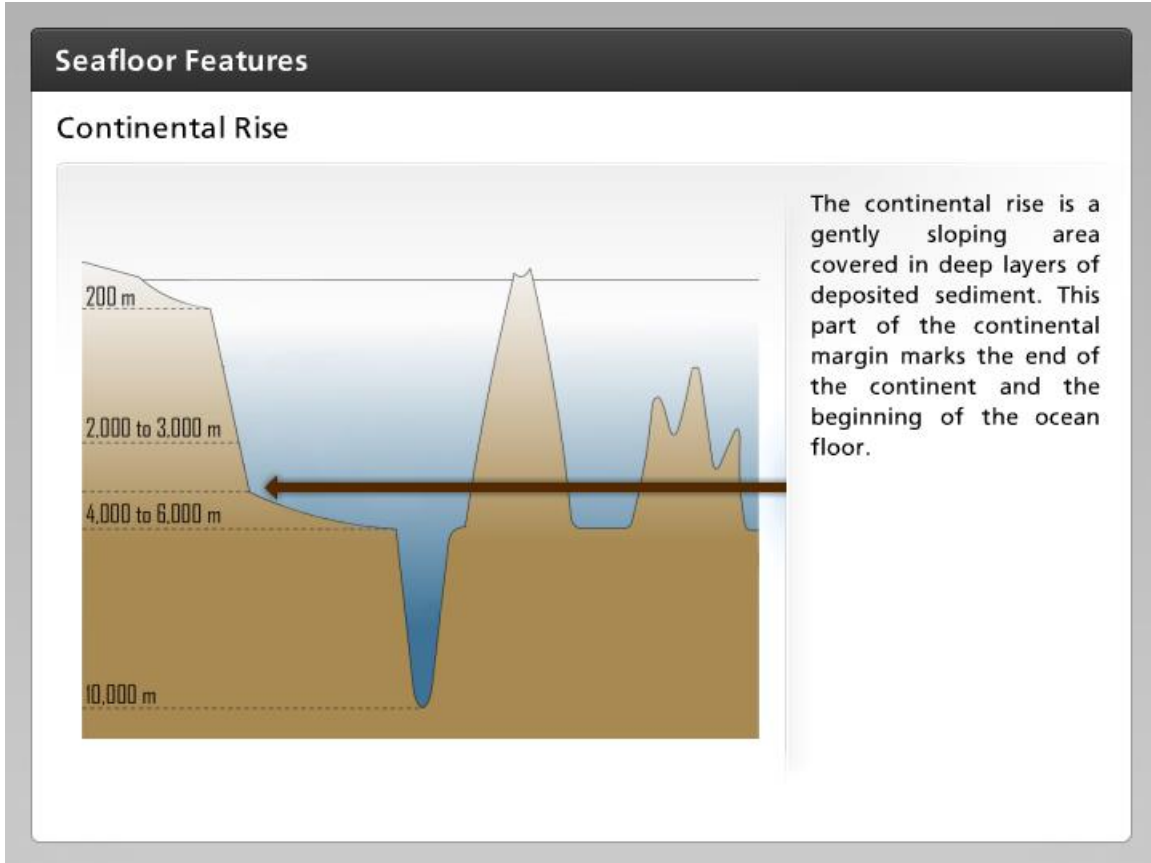 Seafloor Features
Continental Rise
200 m
2,000 to 3,000 m
4,000 to 6,000 m
10,000 m
The continental rise is a
gently sloping area
covered in deep layers of
deposited sediment. This
part of the continental
margin marks the end of
the continent and the
beginning of the ocean
floor.